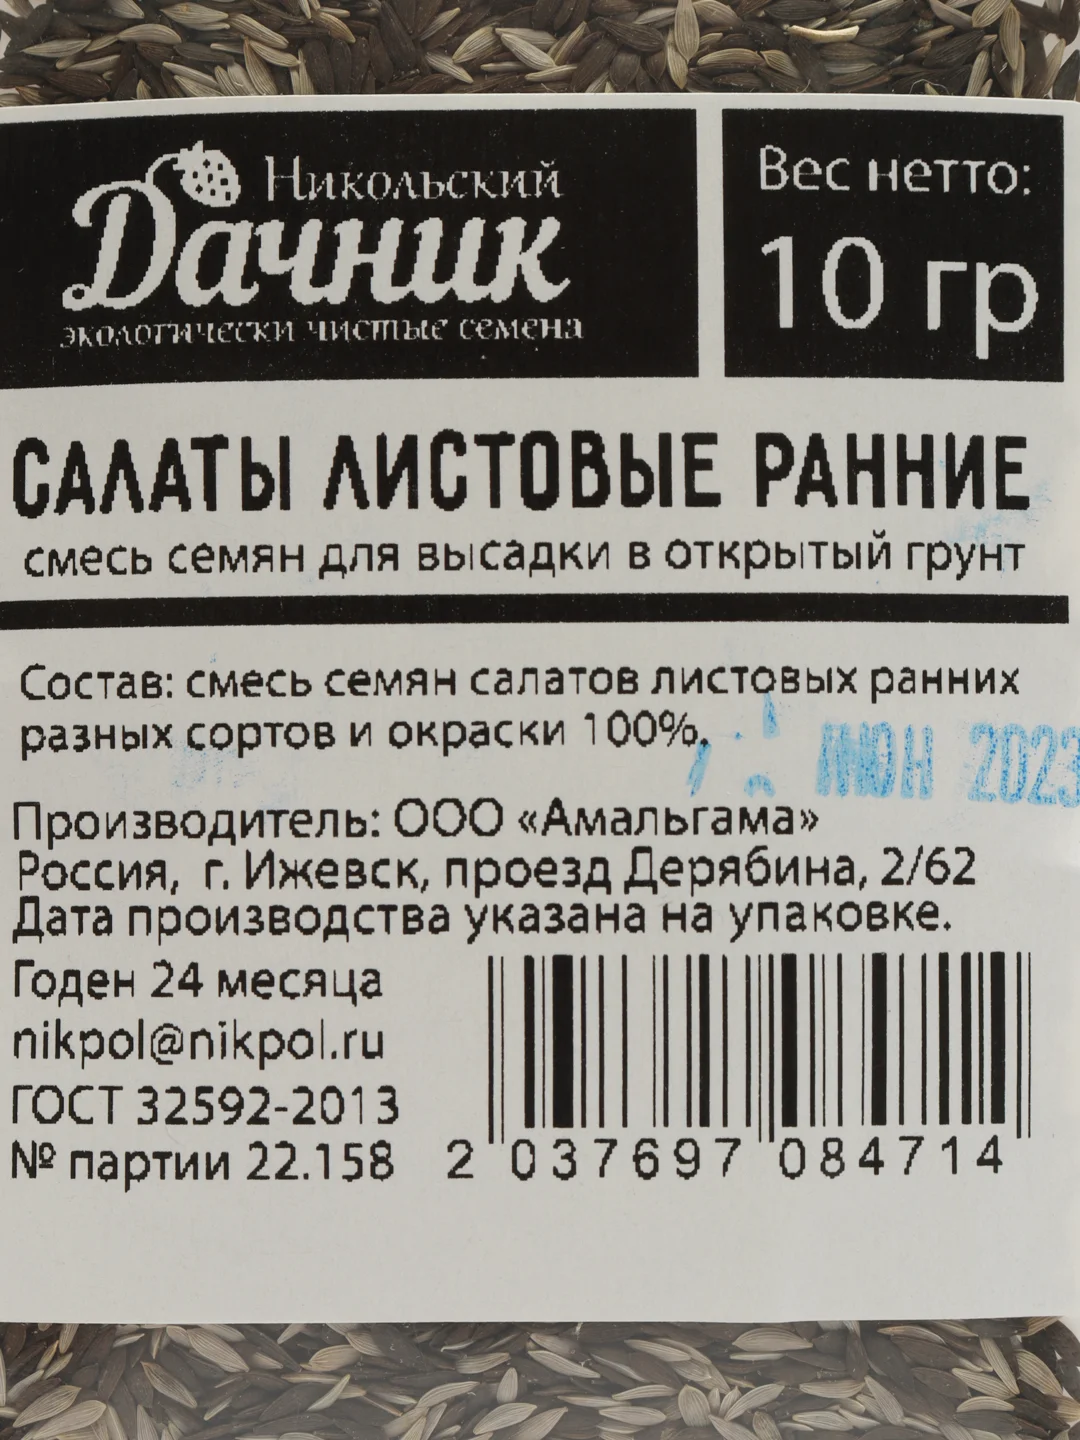 Никольский
Дачник
экологически чистые семена
Вес нетто:
10 гр
САЛАТЫ ЛИСТОВЫЕ РАННИЕ
смесь семян для высадки в открытый грунт
Состав: смесь семян салатов листовых ранних
разных сортов и окраски 100%.
ИЮН 2023
Производитель: ООО «Амальгама»
Россия, г. Ижевск, проезд Дерябина, 2/62
Дата производства указана на упаковке.
Годен 24 месяца
nikpol@nikpol.ru
ГОСТ 32592-2013
№ партии 22.158
2 037697 084714